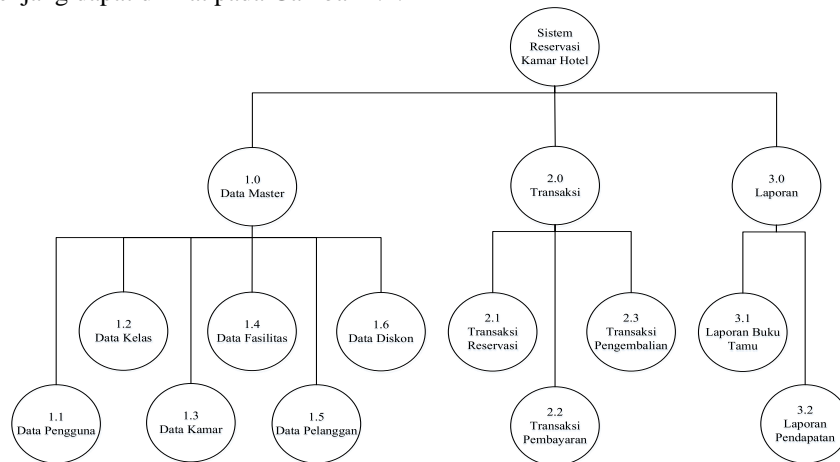 Sistem
Reservasi
Kamar Hotel
1.0
Data Master
2.0
Transaksi
3.0
Laporan
1.2
Data Kelas
1.4
Data Fasilitas
1.6
Data Diskon
2.1
Transaksi
Reservasi
2.3
Transaksi
Pengembalian
3.1
Laporan Buku
Tamu
1.1
Data Pengguna
1.3
Data Kamar
1.5
Data Pelanggan
2.2
Transaksi
Pembayaran
3.2
Laporan
Pendapatan